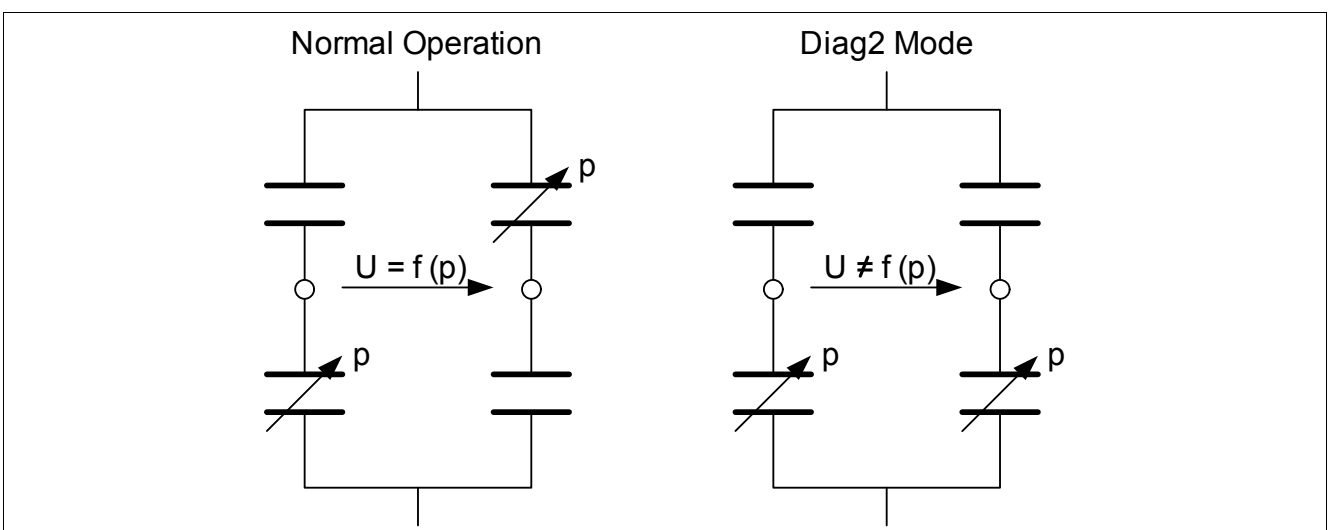 Normal Operation
Diag2 Mode
p
U = f (p)
U ≠ f (p)
p
p
p